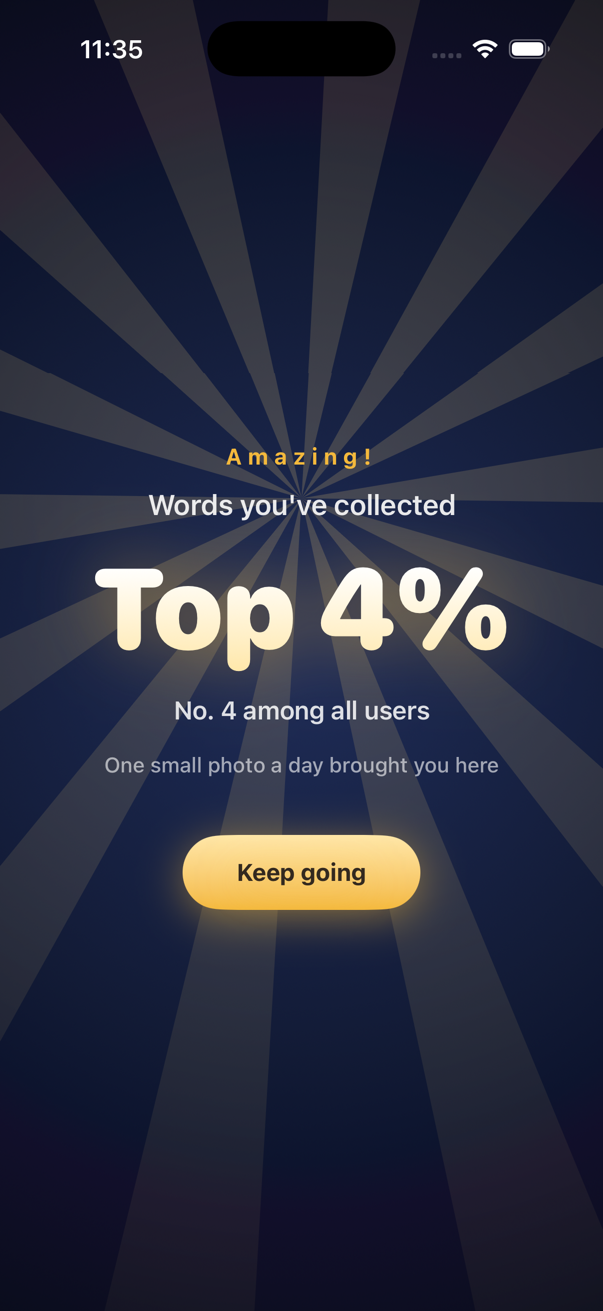 11:35
Amazing!
Words you've collected
Top 4%
No. 4 among all users
One small photo a day brought you here
Keep going